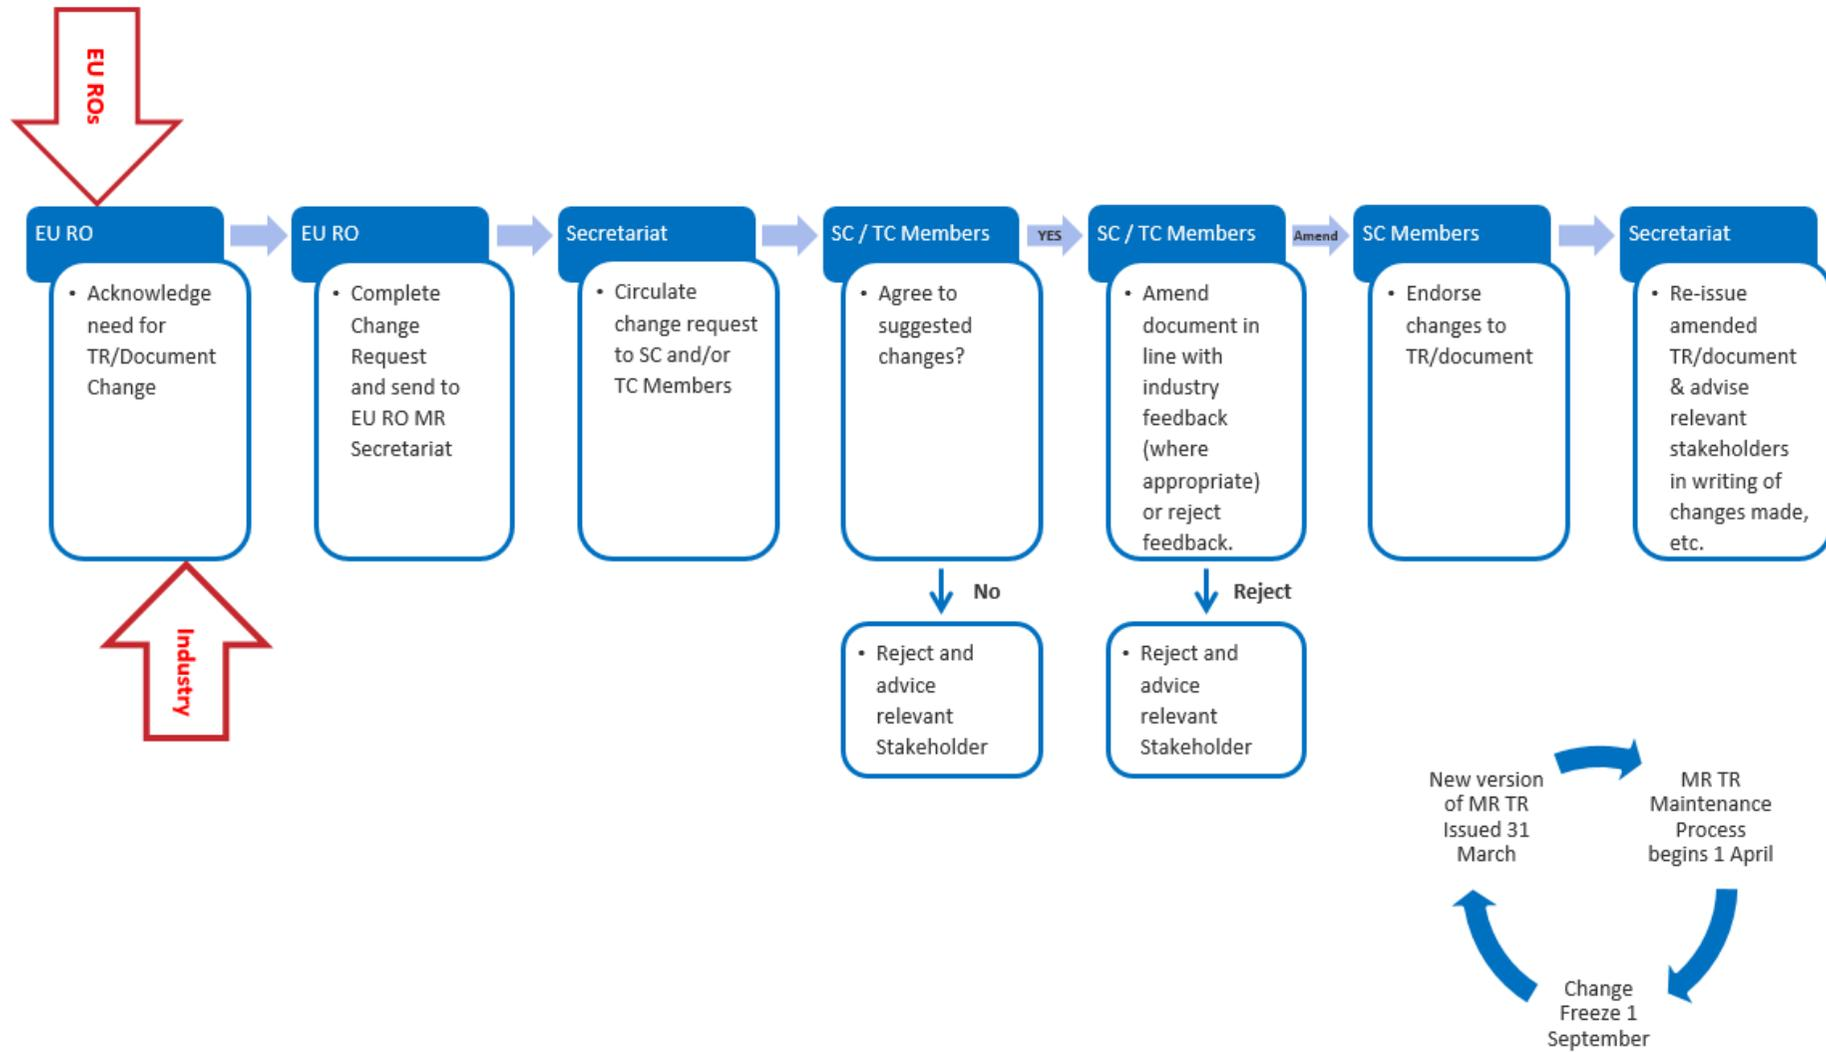 EU ROs
EU RO
• Acknowledge
need for
TR/Document
Change
Industry
EU RO
• Complete
Change
Request
and send to
EU RO MR
Secretariat
Secretariat
• Circulate
change request
to SC and/or
TC Members
SC / TC Members
• Agree to
suggested
changes?
YES
No
• Reject and
advice
relevant
Stakeholder
SC / TC Members
• Amend
document in
line with
industry
feedback
(where
appropriate)
or reject
feedback.
Amend
Reject
• Reject and
advice
relevant
Stakeholder
SC Members
• Endorse
changes to
TR/document
Secretariat
• Re-issue
amended
TR/document
& advise
relevant
stakeholders
in writing of
changes made,
etc.
New version
of MR TR
Issued 31
March
MR TR
Maintenance
Process
begins 1 April
Change
Freeze 1
September